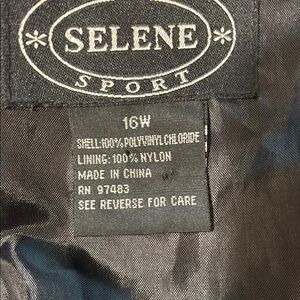 * SELENE *
SPORT
16W
SHELL:100% POLYVINYL CHLORIDE
LINING: 100% NYLON
MADE IN CHINA
RN 97483
SEE REVERSE FOR CARE